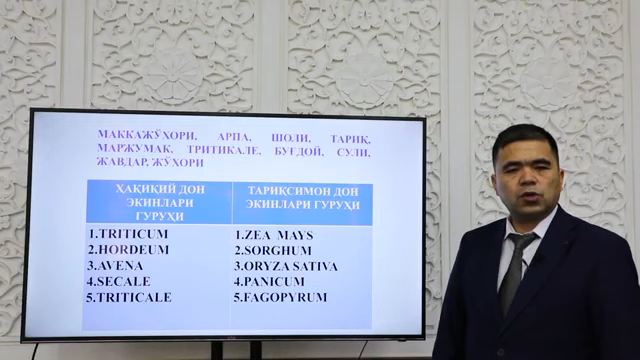 МАККАЖЎХОРИ, АРПА, ШОЛИ, ТАРИҚ,
МАРЖУМАК, ТРИТИКАЛЕ, БУҒДОЙ, СУЛИ,
ЖАВДАР, ЖЎХОРИ
ҲАҚИҚИЙ ДОН
ЭКИНЛАРИ
ГУРУҲИ
1.TRITICUM
2.HORDEUM
3.AVENA
4.SECALE
5.TRITICALE
ТАРИҚСИМОН ДОН
ЭКИНЛАРИ ГУРУҲИ
1.ZEA MAYS
2.SORGHUM
3.ORYZA SATIVA
4.PANICUM
5.FAGOPYRUM